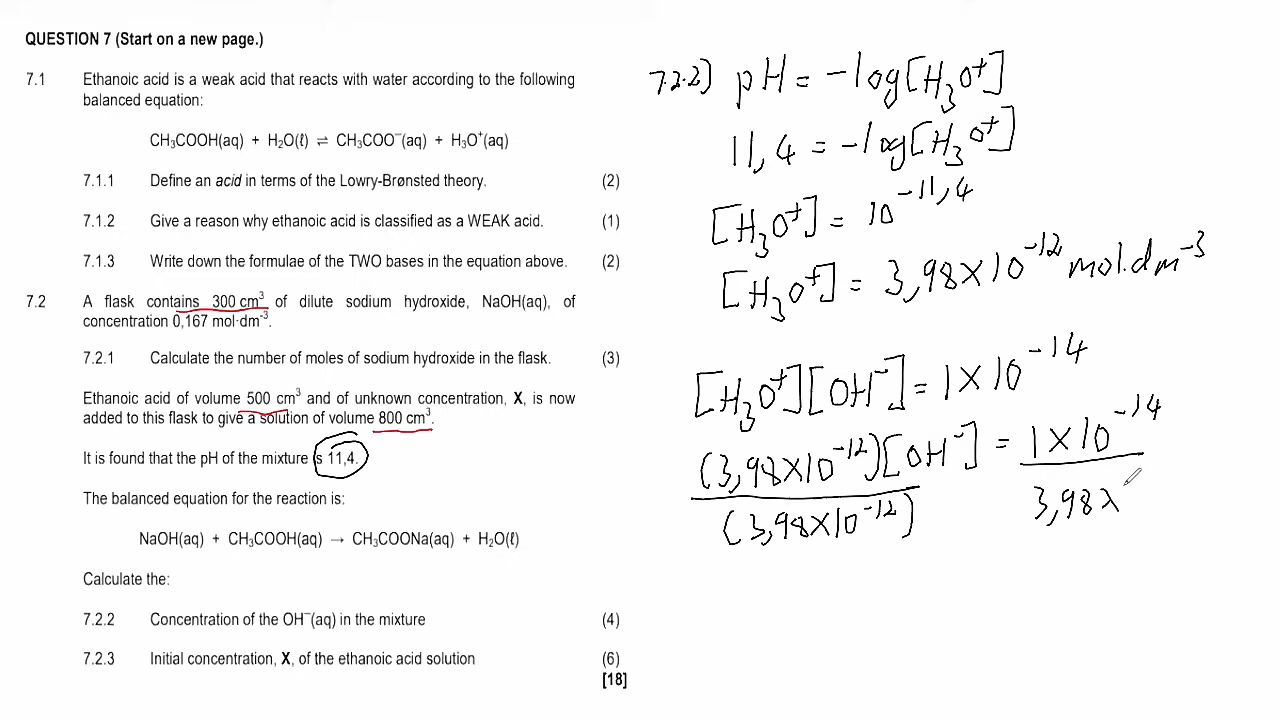 QUESTION 7 (Start on a new page.)
7.1 Ethanoic acid is a weak acid that reacts with water according to the following
balanced equation:
CH₃COOH(aq) + H₂O(ℓ) ⇌ CH₃COO⁻(aq) + H₃O⁺(aq)
7.1.1 Define an acid in terms of the Lowry-Brønsted theory. (2)
7.1.2 Give a reason why ethanoic acid is classified as a WEAK acid. (1)
7.1.3 Write down the formulae of the TWO bases in the equation above. (2)
7.2 A flask contains 300 cm³ of dilute sodium hydroxide, NaOH(aq), of
concentration 0,167 mol·dm⁻³.
7.2.1 Calculate the number of moles of sodium hydroxide in the flask. (3)
Ethanoic acid of volume 500 cm³ and of unknown concentration, X, is now
added to this flask to give a solution of volume 800 cm³.
It is found that the pH of the mixture is 11,4.
The balanced equation for the reaction is:
NaOH(aq) + CH₃COOH(aq) → CH₃COONa(aq) + H₂O(ℓ)
Calculate the:
7.2.2 Concentration of the OH⁻(aq) in the mixture (4)
7.2.3 Initial concentration, X, of the ethanoic acid solution (6)
[18]
7.2.2) pH = -log[H₃O⁺]
11,4 = -log[H₃O⁺]
[H₃O⁺] = 10⁻¹¹,⁴
[H₃O⁺] = 3,98×10⁻¹² mol.dm⁻³
[H₃O⁺][OH⁻] = 1×10⁻¹⁴
(3,98×10⁻¹²)[OH⁻] = 1×10⁻¹⁴
(3,98×10⁻¹²) 3,98×